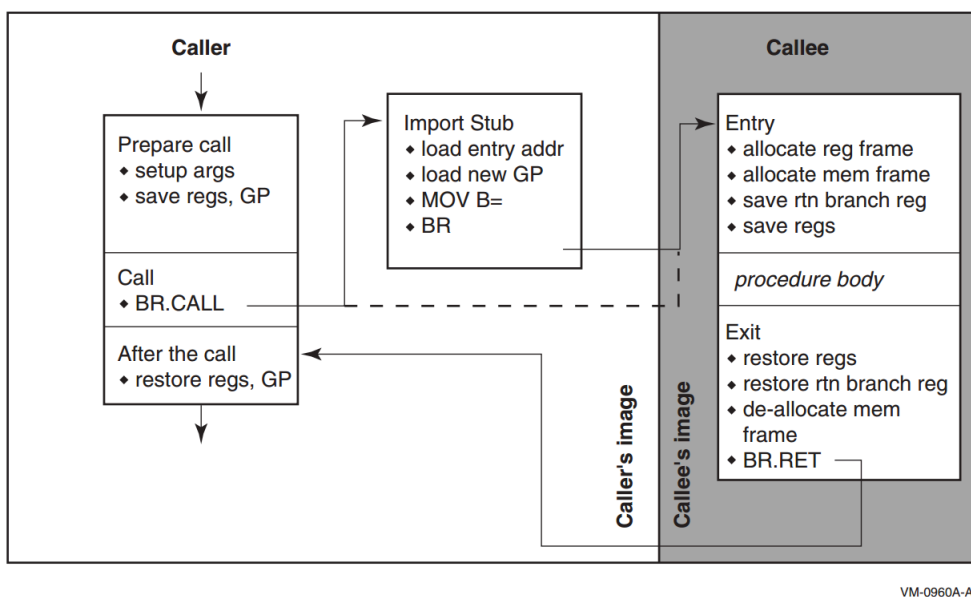 Caller
Callee
Prepare call
◆ setup args
◆ save regs, GP
Call
◆ BR.CALL
After the call
◆ restore regs, GP
Import Stub
◆ load entry addr
◆ load new GP
◆ MOV B=
◆ BR
Caller's image
Callee's image
Entry
◆ allocate reg frame
◆ allocate mem frame
◆ save rtn branch reg
◆ save regs
procedure body
Exit
◆ restore regs
◆ restore rtn branch reg
◆ de-allocate mem
frame
◆ BR.RET
VM-0960A-A